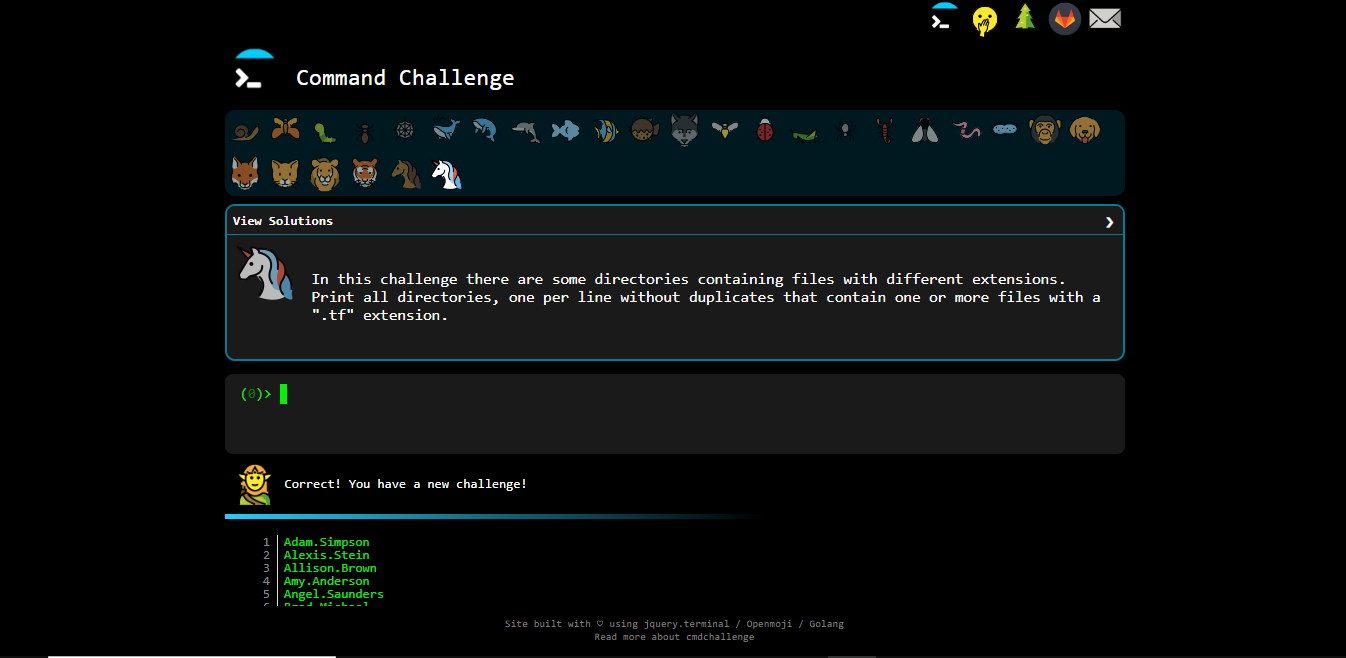 Command Challenge
View Solutions
In this challenge there are some directories containing files with different extensions.
Print all directories, one per line without duplicates that contain one or more files with a
".tf" extension.
(0)>
Correct! You have a new challenge!
1 Adam.Simpson
2 Alexis.Stein
3 Allison.Brown
4 Amy.Anderson
5 Angel.Saunders
Site built with ♡ using jquery.terminal / Openmoji / Golang
Read more about cmdchallenge